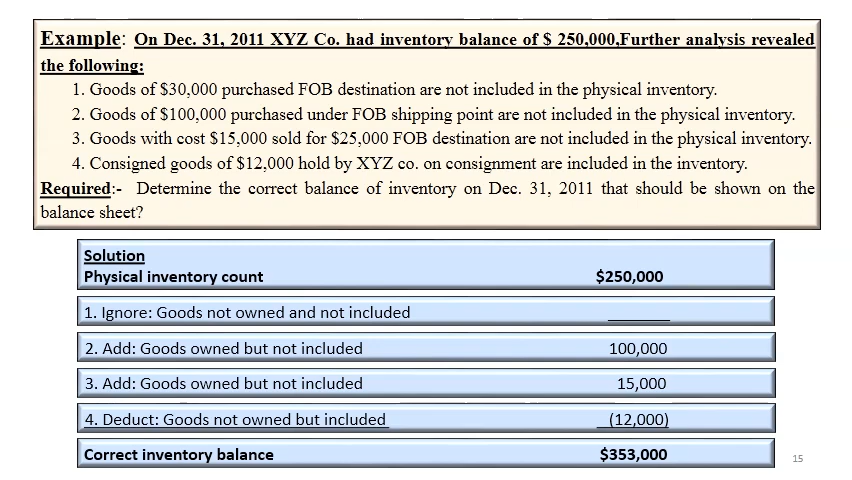 Example: On Dec. 31, 2011 XYZ Co. had inventory balance of $ 250,000,Further analysis revealed
the following:
1. Goods of $30,000 purchased FOB destination are not included in the physical inventory.
2. Goods of $100,000 purchased under FOB shipping point are not included in the physical inventory.
3. Goods with cost $15,000 sold for $25,000 FOB destination are not included in the physical inventory.
4. Consigned goods of $12,000 hold by XYZ co. on consignment are included in the inventory.
Required:- Determine the correct balance of inventory on Dec. 31, 2011 that should be shown on the
balance sheet?
Solution
Physical inventory count $250,000
1. Ignore: Goods not owned and not included
2. Add: Goods owned but not included 100,000
3. Add: Goods owned but not included 15,000
4. Deduct: Goods not owned but included (12,000)
Correct inventory balance $353,000
15